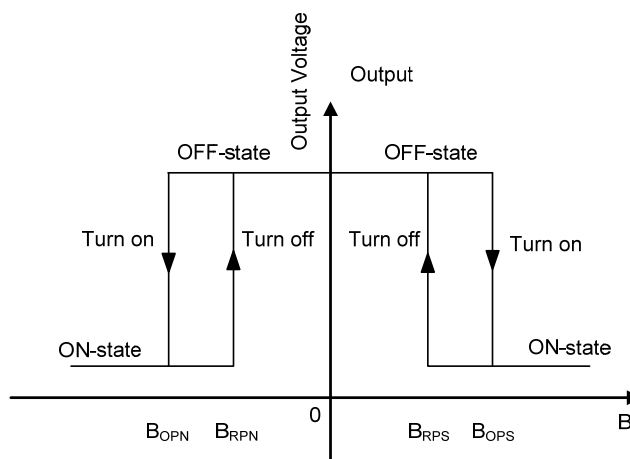 Output Voltage
Output
OFF-state
OFF-state
Turn on
Turn off
Turn off
Turn on
ON-state
ON-state
0
B
BOPN
BRPN
BRPS
BOPS